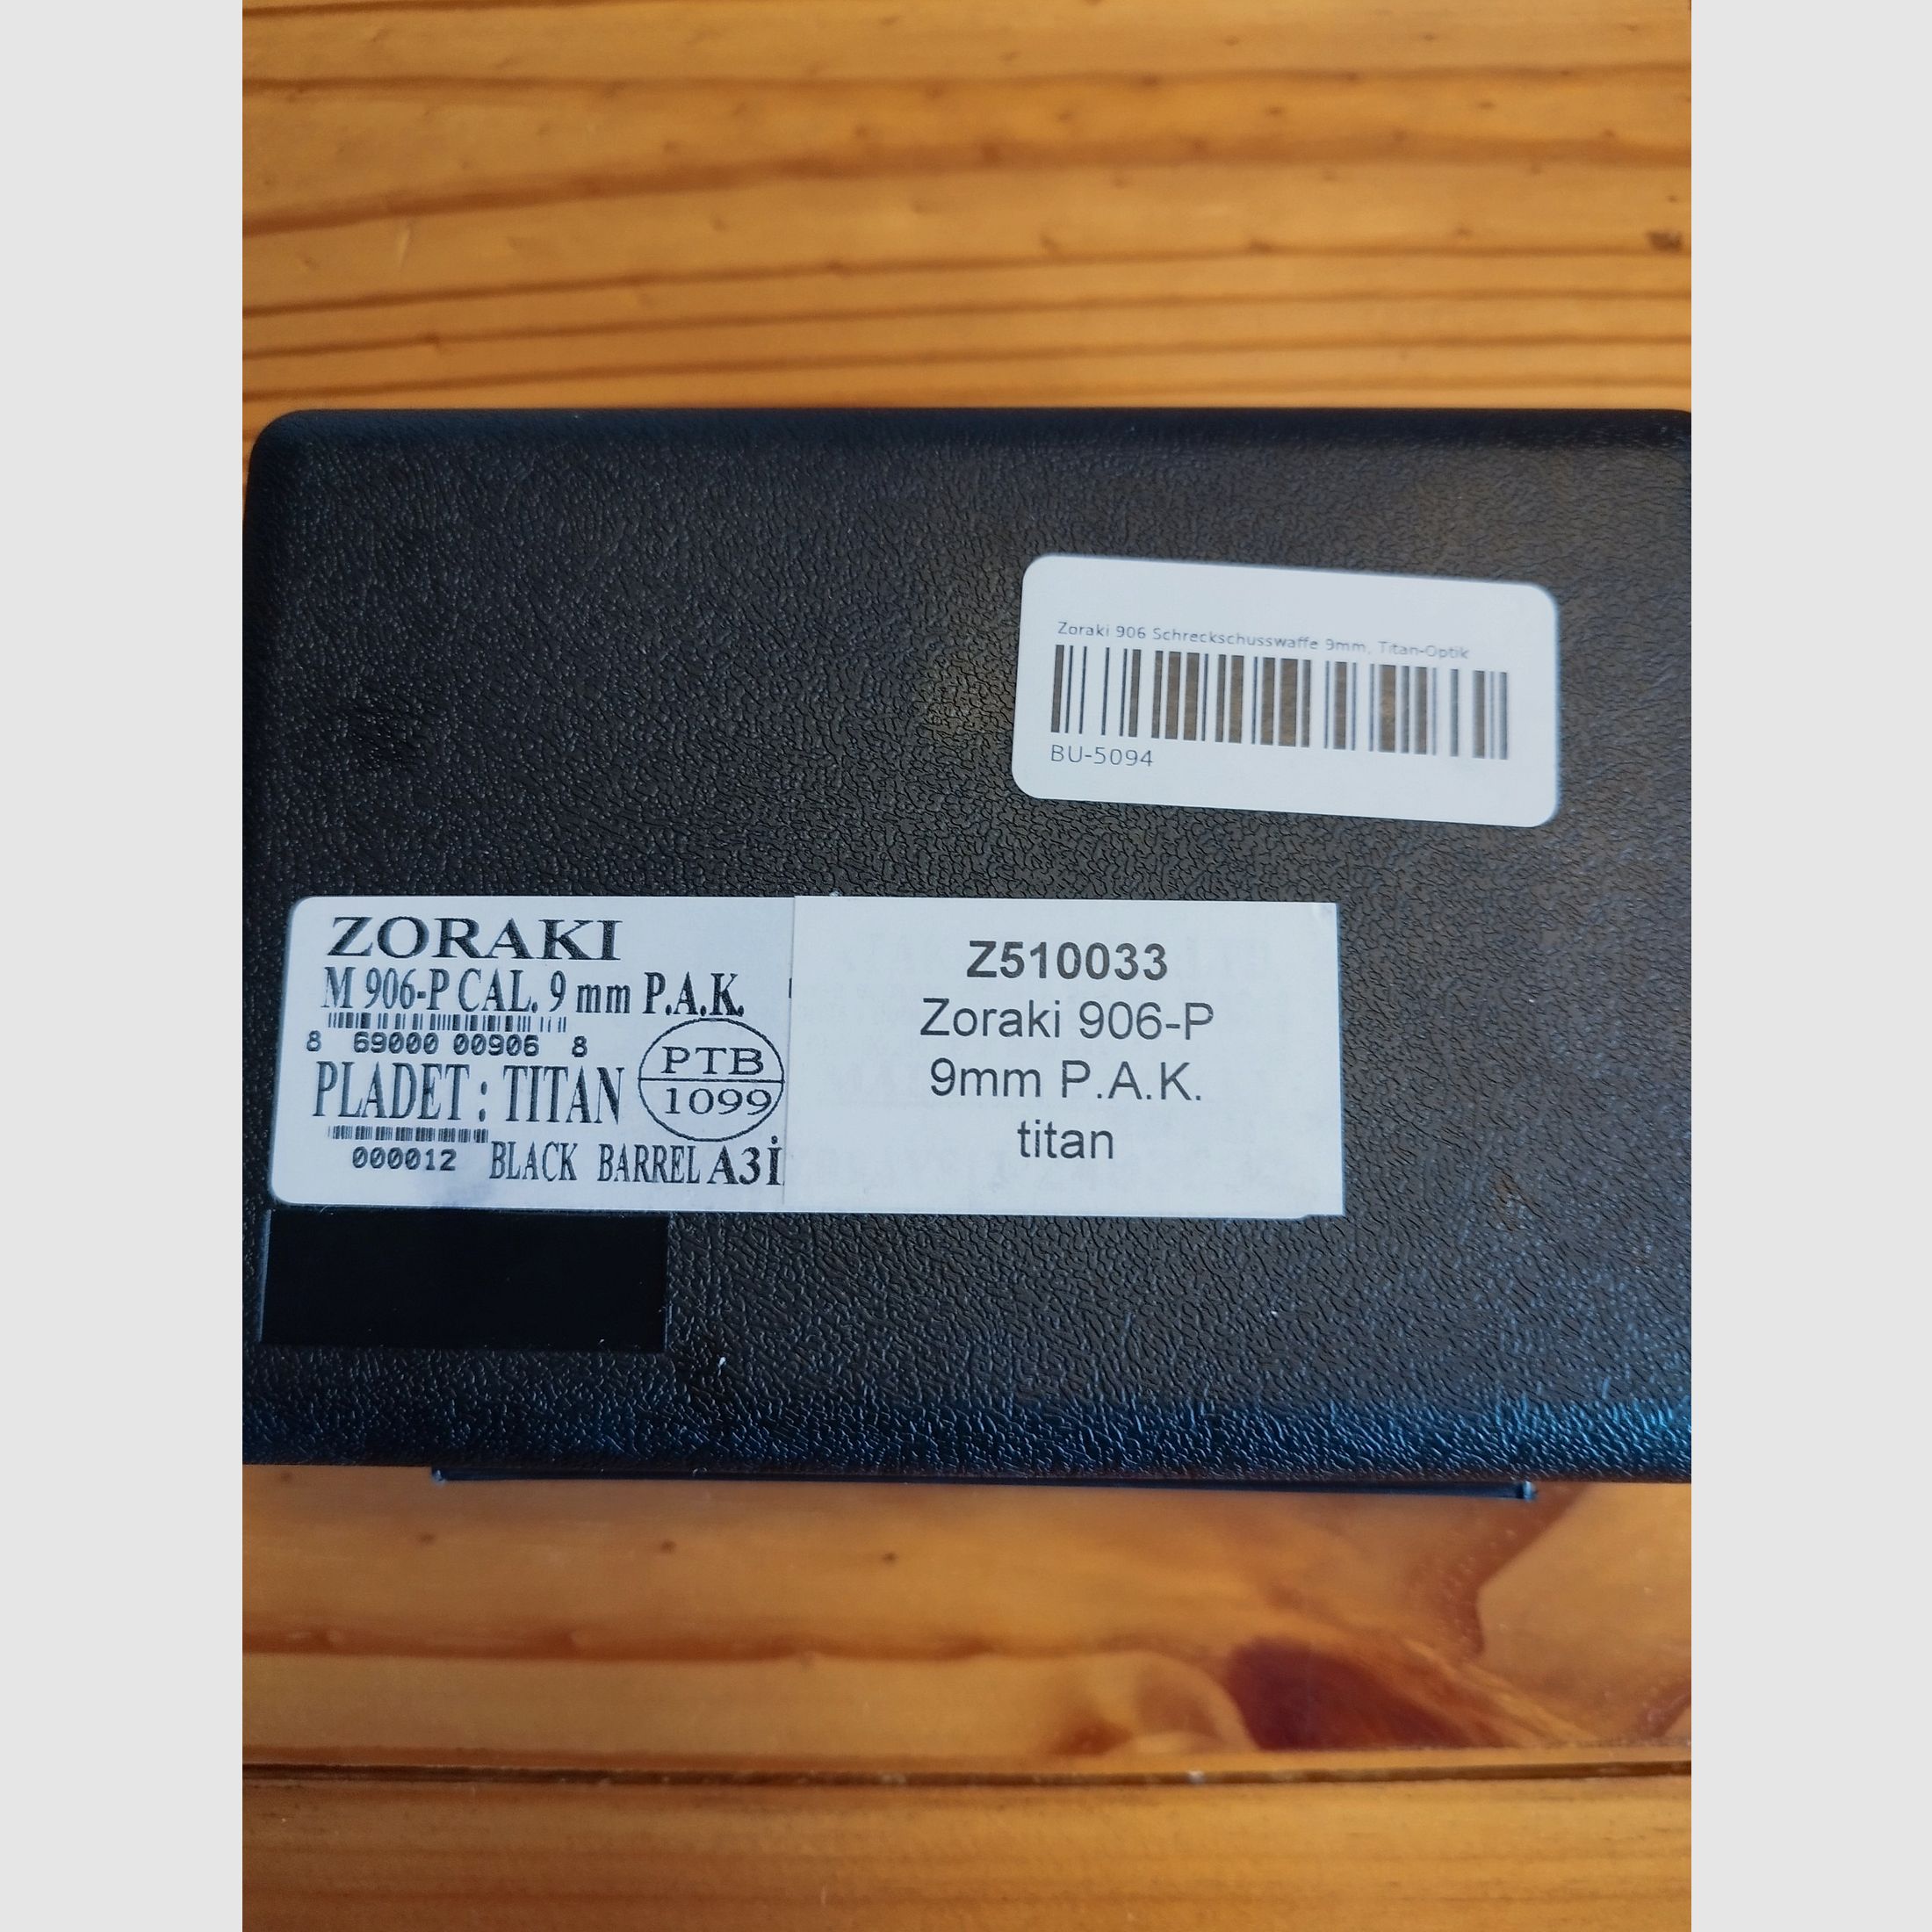 Zoraki 906 Schreckschusswaffe 9mm, Titan-Optik
BU-5094
ZORAKI
M 906-P CAL. 9 mm P.A.K.
8 69000 00906 8
PLADET : TITAN
PTB
1099
000012 BLACK BARREL A3İ
Z510033
Zoraki 906-P
9mm P.A.K.
titan